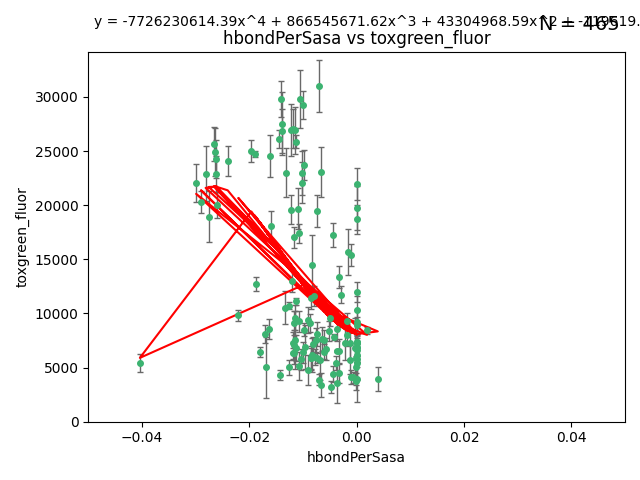 y = -7726230614.39x^4 + 866545671.62x^3 + 43304968.59x^2 + -119619.
N = 465
hbondPerSasa vs toxgreen_fluor
30000
25000
20000
15000
10000
5000
0
toxgreen_fluor
−0.04
−0.02
0.00
0.02
0.04
hbondPerSasa